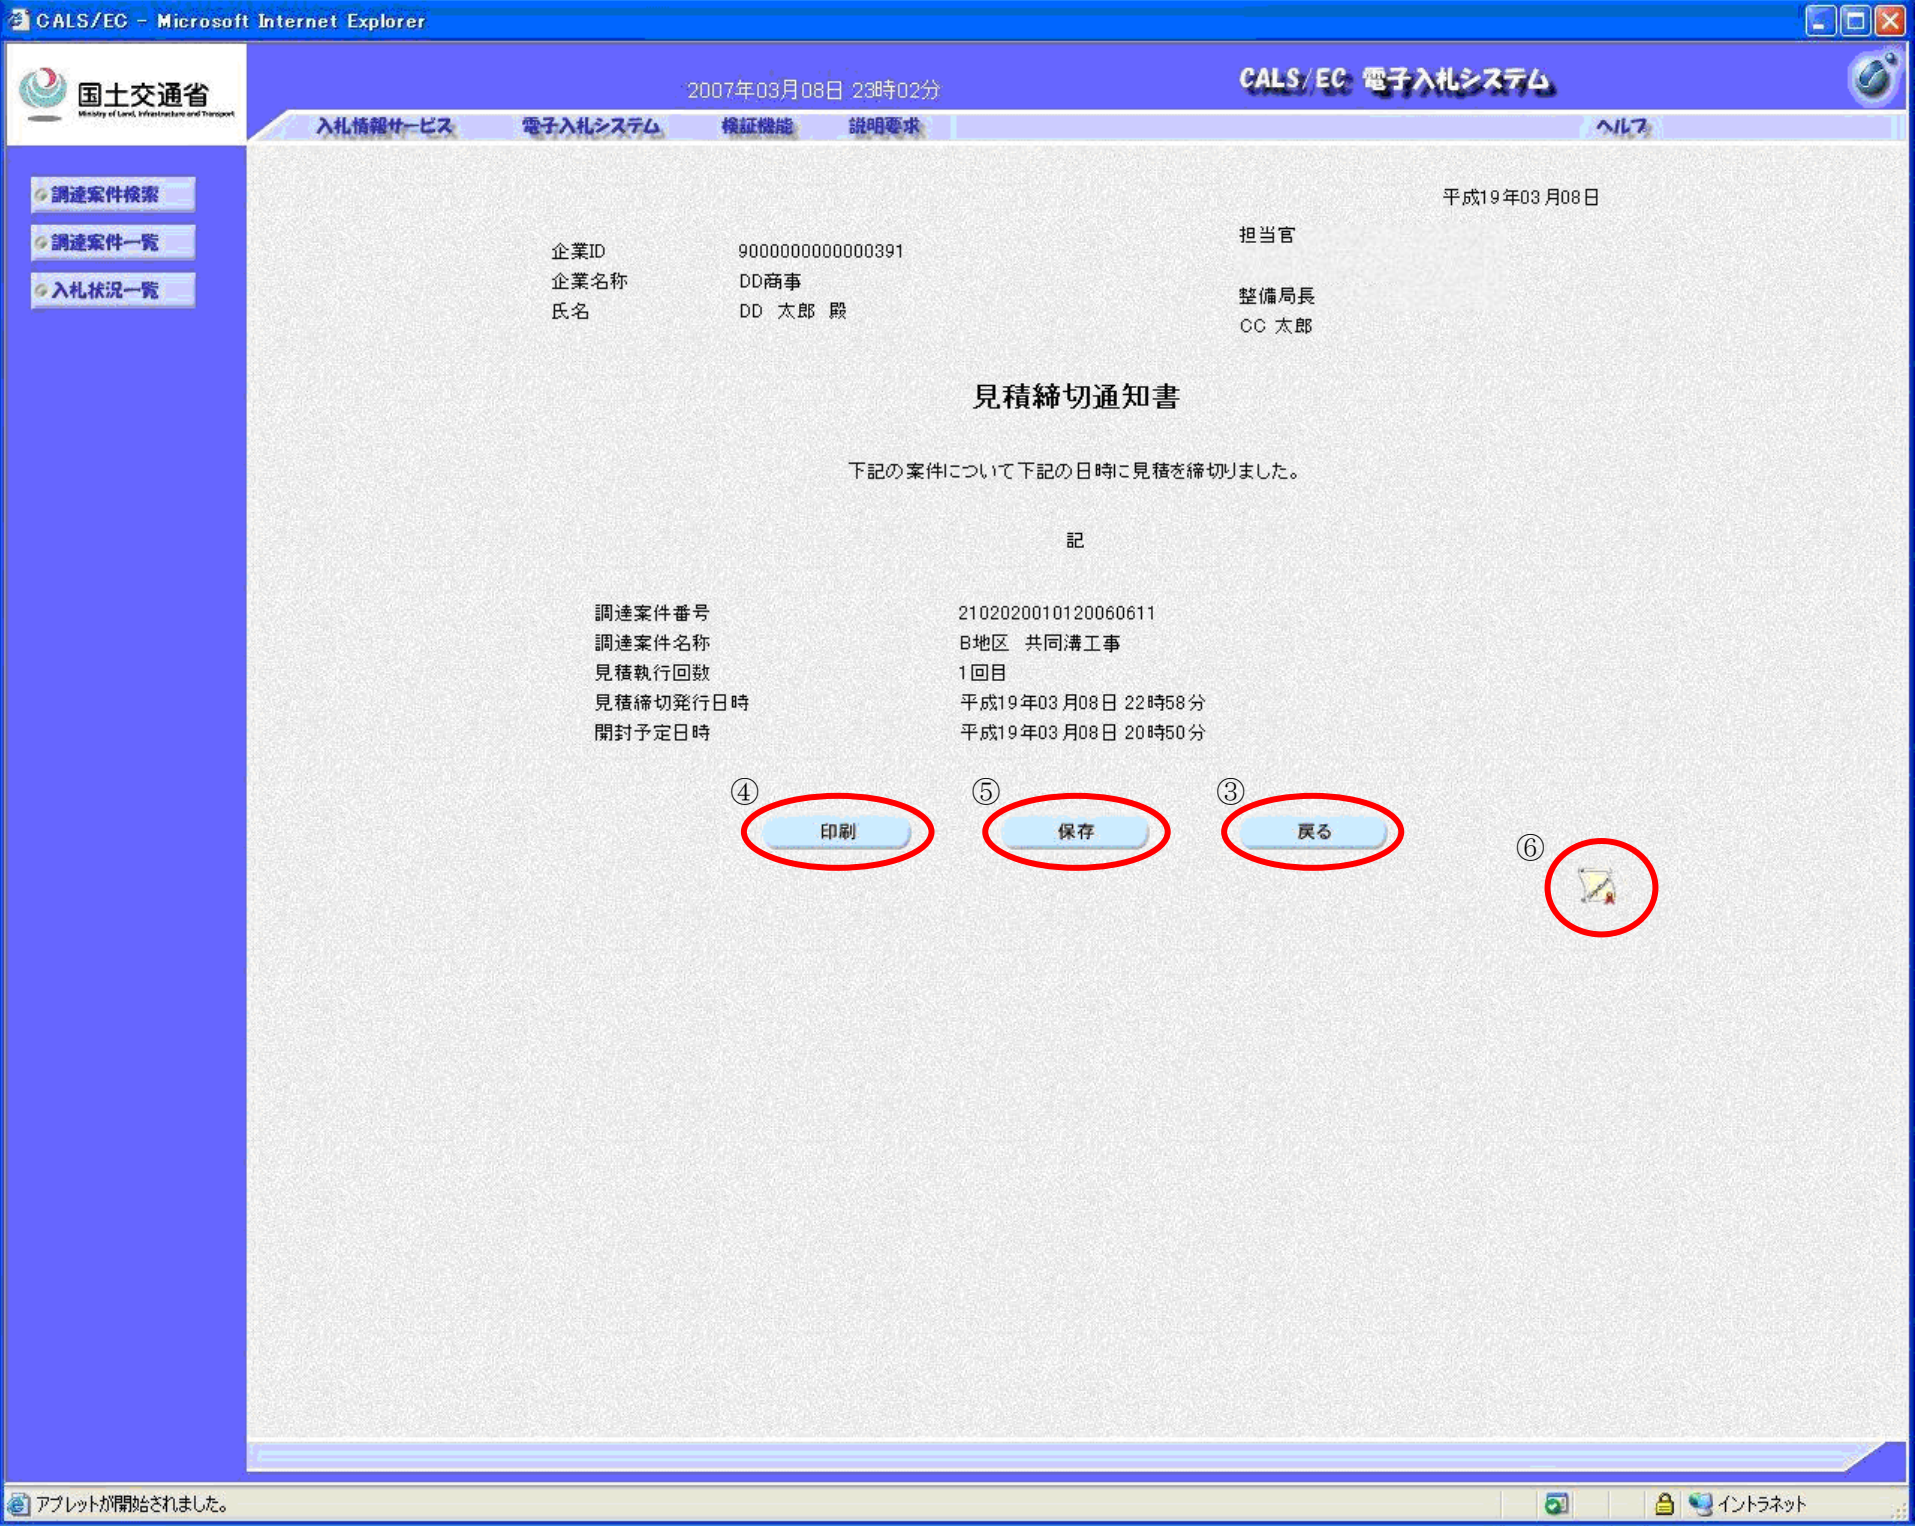 CALS/EC - Microsoft Internet Explorer
国土交通省
Ministry of Land, Infrastructure and Transport
2007年03月08日 23時02分
CALS/EC 電子入札システム
入札情報サービス 電子入札システム 検証機能 説明要求 ヘルプ
調達案件検索
調達案件一覧
入札状況一覧
平成19年03月08日
企業ID 9000000000000391
企業名称 DD商事
氏名 DD 太郎 殿
担当官
整備局長
CC 太郎
見積締切通知書
下記の案件について下記の日時に見積を締切りました。
記
調達案件番号 2102020010120060611
調達案件名称 B地区 共同溝工事
見積執行回数 1回目
見積締切発行日時 平成19年03月08日 22時58分
開封予定日時 平成19年03月08日 20時50分
④ ⑤ ③
印刷 保存 戻る
⑥
アプレットが開始されました。
イントラネット